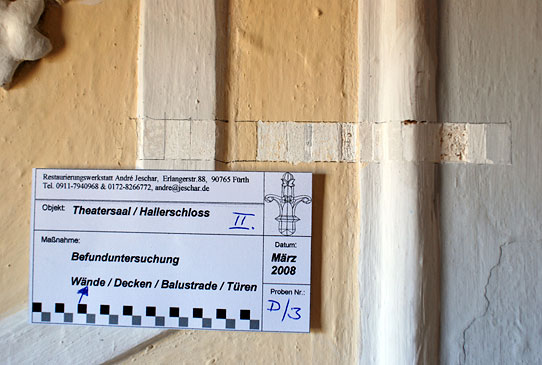 Restaurierungswerkstatt André Jeschar, Erlangerstr.88, 90765 Fürth
Tel. 0911-7940968 & 0172-8266772, andre@jeschar.de
Objekt: Theatersaal / Hallerschloss II.
Maßnahme:
Befunduntersuchung
Wände / Decken / Balustrade / Türen
Datum:
März
2008
Proben Nr.:
D/3